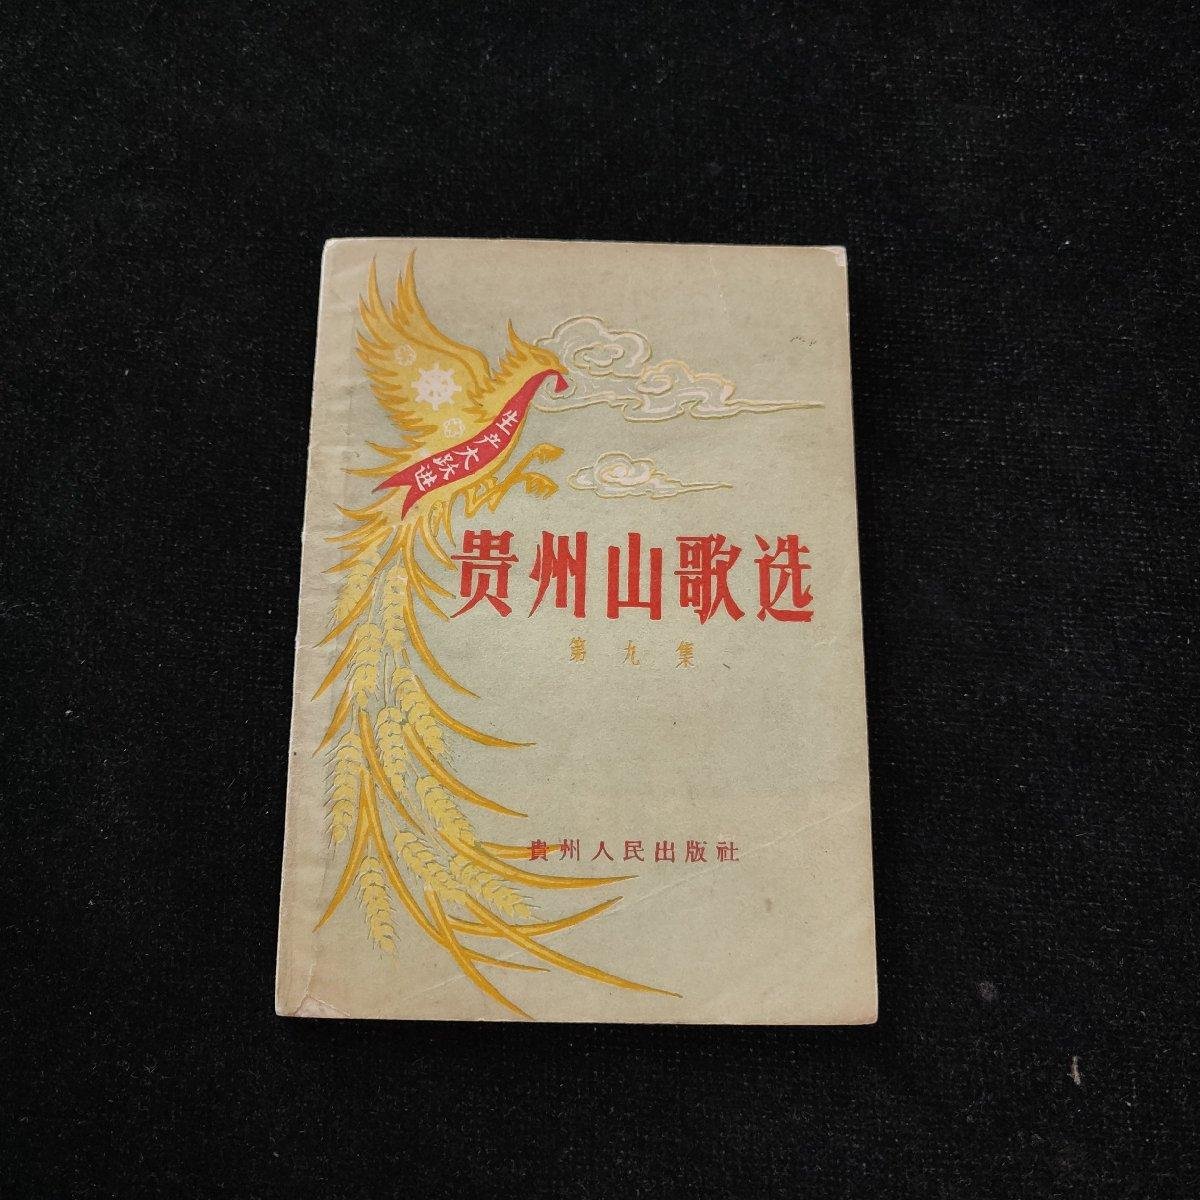 生产大跃进
贵州山歌选
第九集
貴州人民出版社